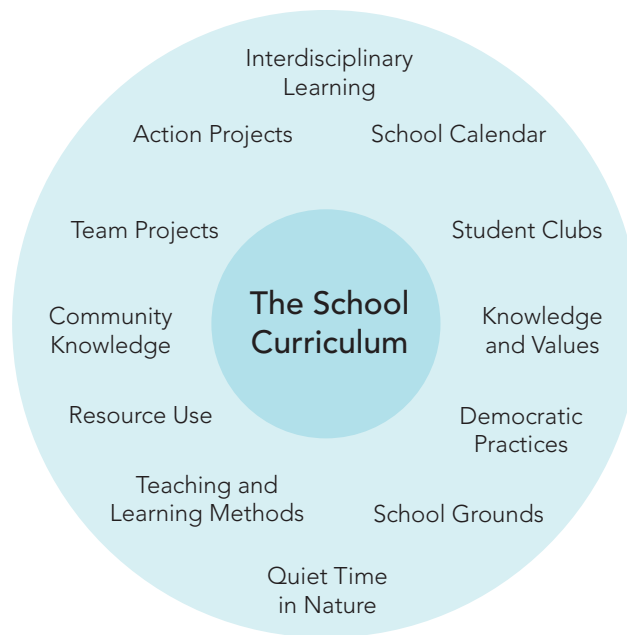 Interdisciplinary
Learning
Action Projects
School Calendar
Team Projects
Student Clubs
The School
Curriculum
Community
Knowledge
Knowledge
and Values
Resource Use
Democratic
Practices
Teaching and
Learning Methods
School Grounds
Quiet Time
in Nature